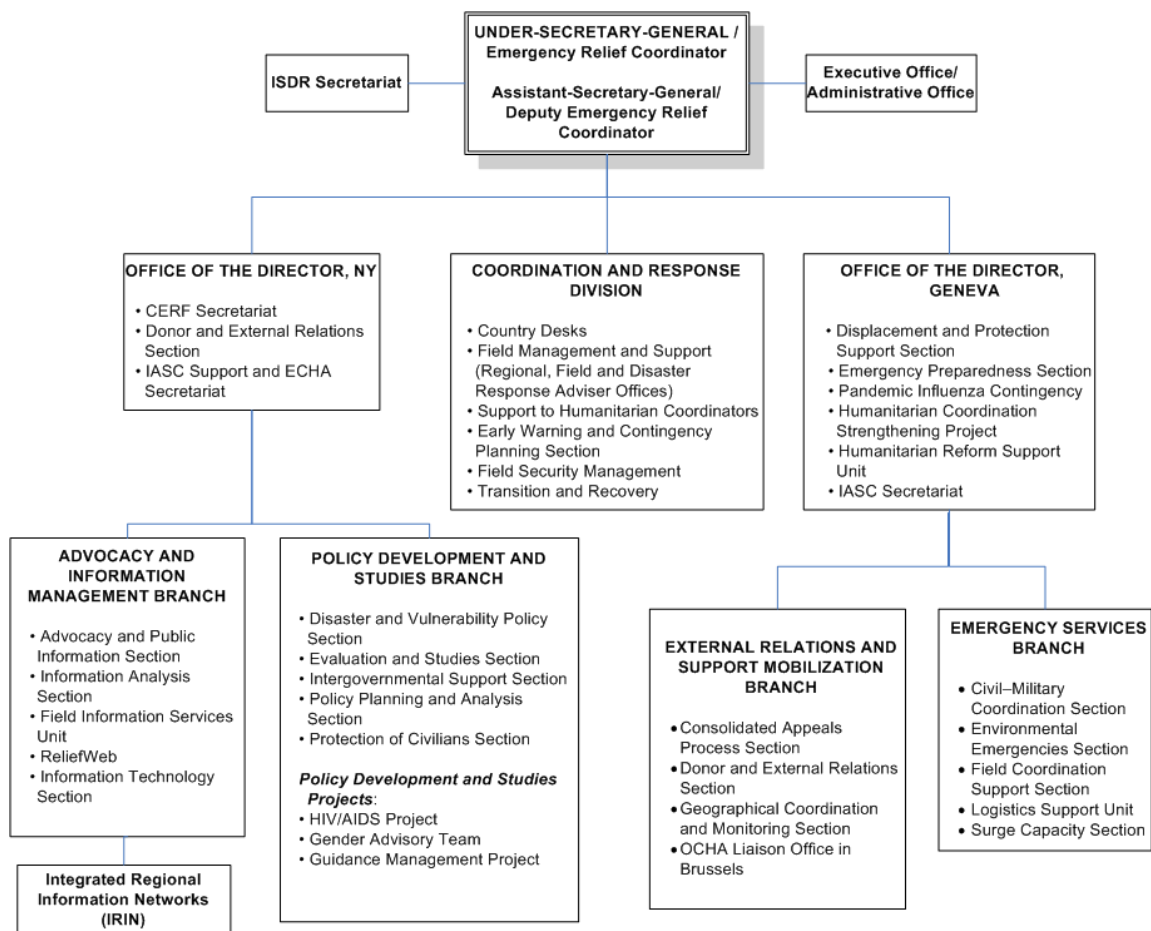 UNDER-SECRETARY-GENERAL /
Emergency Relief Coordinator
Assistant-Secretary-General/
Deputy Emergency Relief
Coordinator
ISDR Secretariat
Executive Office/
Administrative Office
OFFICE OF THE DIRECTOR, NY
• CERF Secretariat
• Donor and External Relations
Section
• IASC Support and ECHA
Secretariat
COORDINATION AND RESPONSE
DIVISION
• Country Desks
• Field Management and Support
(Regional, Field and Disaster
Response Adviser Offices)
• Support to Humanitarian Coordinators
• Early Warning and Contingency
Planning Section
• Field Security Management
• Transition and Recovery
OFFICE OF THE DIRECTOR,
GENEVA
• Displacement and Protection
Support Section
• Emergency Preparedness Section
• Pandemic Influenza Contingency
• Humanitarian Coordination
Strengthening Project
• Humanitarian Reform Support
Unit
• IASC Secretariat
ADVOCACY AND
INFORMATION
MANAGEMENT BRANCH
• Advocacy and Public
Information Section
• Information Analysis
Section
• Field Information Services
Unit
• ReliefWeb
• Information Technology
Section
POLICY DEVELOPMENT AND
STUDIES BRANCH
• Disaster and Vulnerability Policy
Section
• Evaluation and Studies Section
• Intergovernmental Support Section
• Policy Planning and Analysis
Section
• Protection of Civilians Section
Policy Development and Studies
Projects:
• HIV/AIDS Project
• Gender Advisory Team
• Guidance Management Project
EXTERNAL RELATIONS AND
SUPPORT MOBILIZATION
BRANCH
• Consolidated Appeals
Process Section
• Donor and External Relations
Section
• Geographical Coordination
and Monitoring Section
• OCHA Liaison Office in
Brussels
EMERGENCY SERVICES
BRANCH
• Civil–Military
Coordination Section
• Environmental
Emergencies Section
• Field Coordination
Support Section
• Logistics Support Unit
• Surge Capacity Section
Integrated Regional
Information Networks
(IRIN)